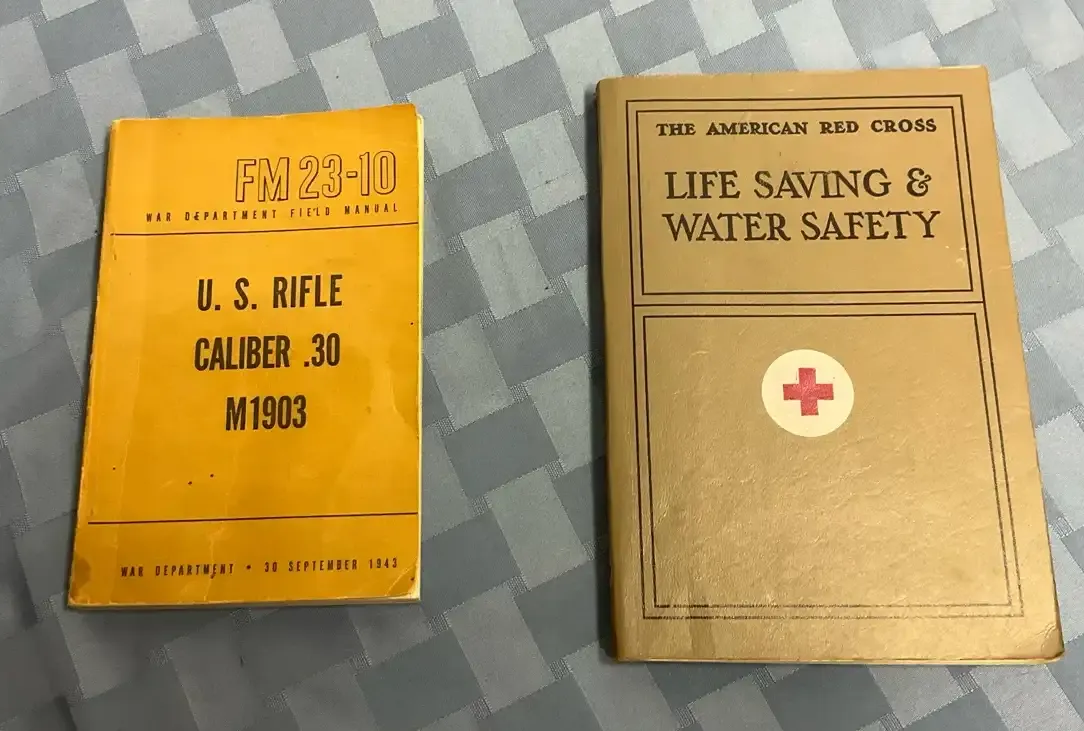 FM 23-10
WAR DEPARTMENT FIELD MANUAL
U. S. RIFLE
CALIBER .30
M1903
WAR DEPARTMENT • 30 SEPTEMBER 1943
THE AMERICAN RED CROSS
LIFE SAVING &
WATER SAFETY